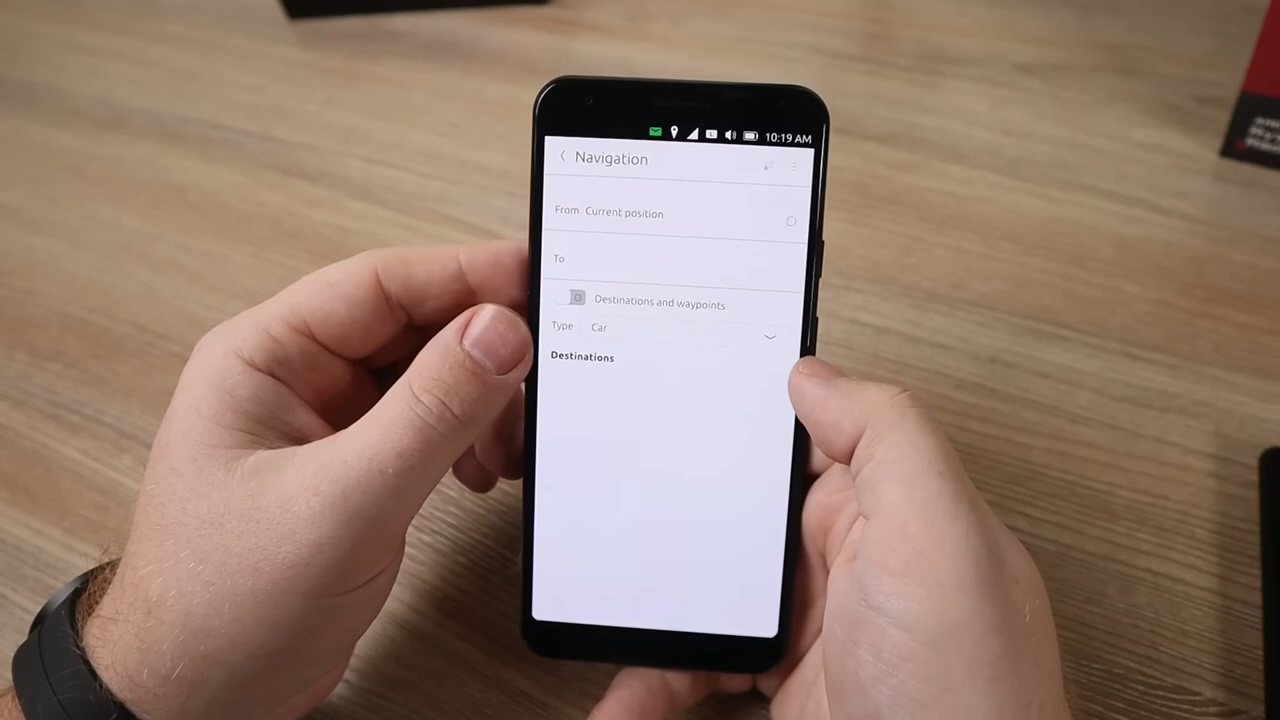 10:19 AM
Navigation
From Current position
To
Destinations and waypoints
Type Car
Destinations